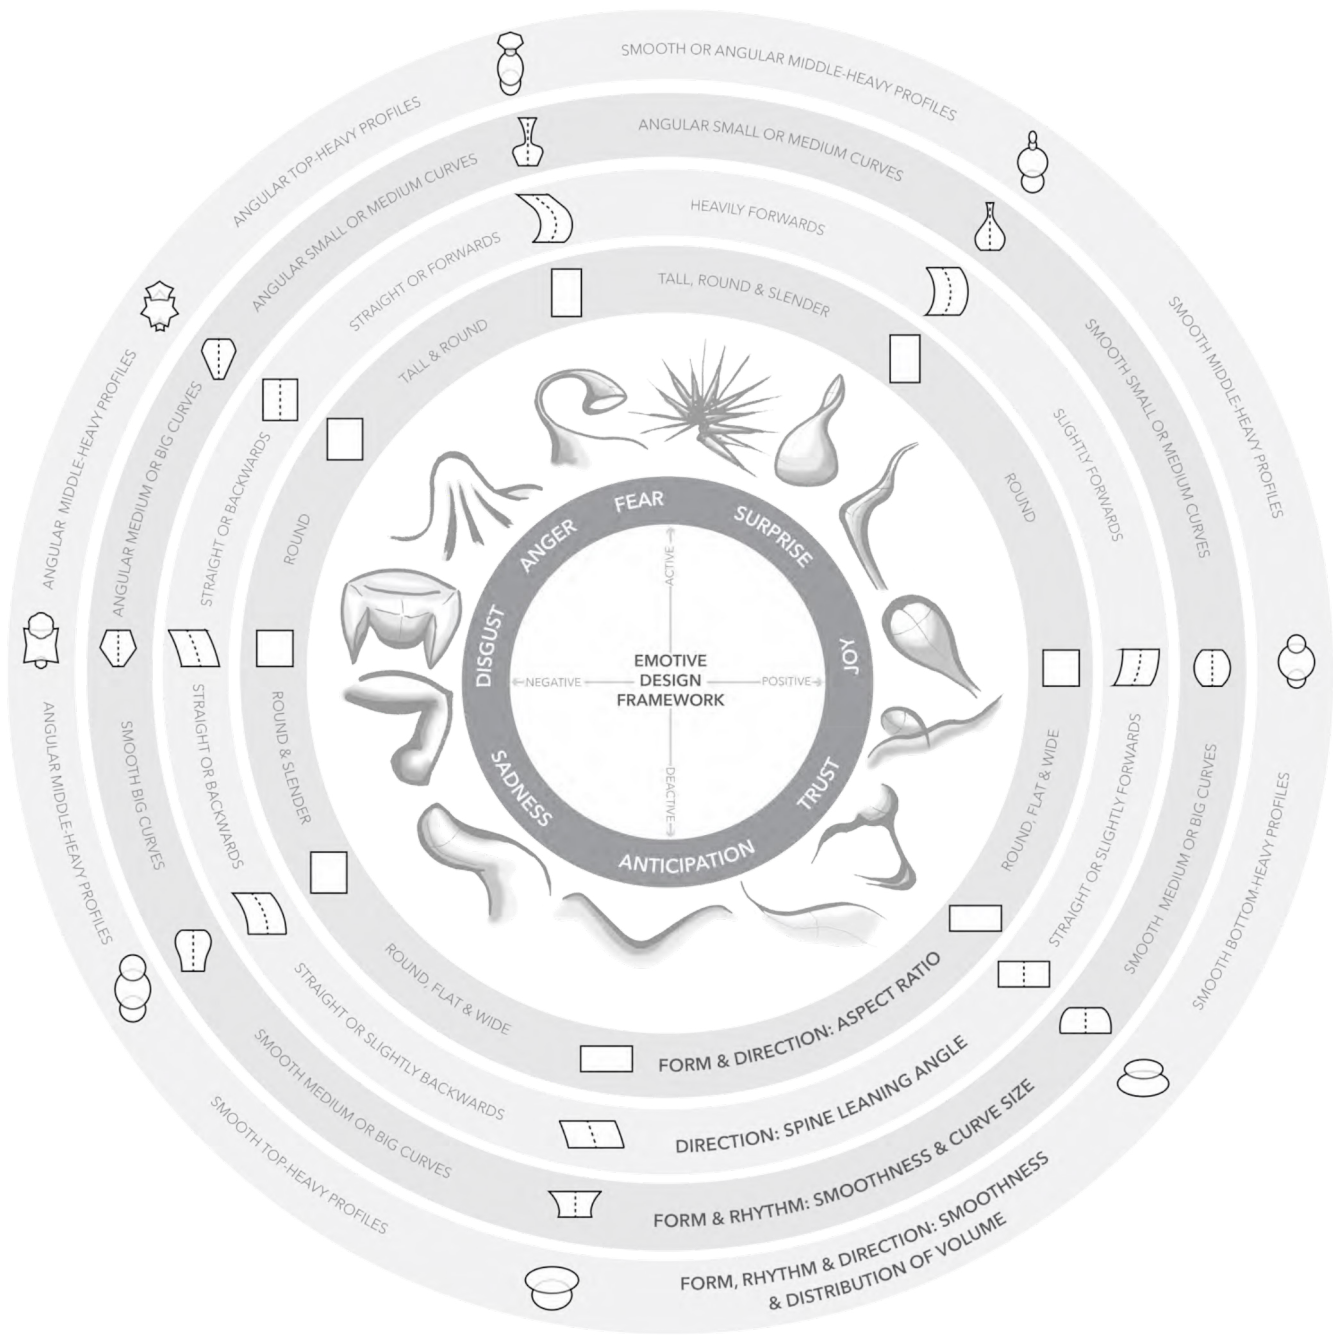 SMOOTH OR ANGULAR MIDDLE-HEAVY PROFILES
ANGULAR TOP-HEAVY PROFILES
ANGULAR SMALL OR MEDIUM CURVES
ANGULAR SMALL OR MEDIUM CURVES
HEAVILY FORWARDS
STRAIGHT OR FORWARDS
TALL, ROUND & SLENDER
TALL & ROUND
SMOOTH MIDDLE-HEAVY PROFILES
SMOOTH SMALL OR MEDIUM CURVES
SLIGHTLY FORWARDS
ROUND
ANGULAR MIDDLE-HEAVY PROFILES
ANGULAR MEDIUM OR BIG CURVES
STRAIGHT OR BACKWARDS
ROUND
FEAR
SURPRISE
ANGER
DISGUST
JOY
SADNESS
TRUST
ANTICIPATION
ACTIVE
EMOTIVE
DESIGN
FRAMEWORK
NEGATIVE
POSITIVE
DEACTIVE
ANGULAR MIDDLE-HEAVY PROFILES
SMOOTH BIG CURVES
STRAIGHT OR BACKWARDS
ROUND & SLENDER
ROUND, FLAT & WIDE
STRAIGHT OR SLIGHTLY FORWARDS
SMOOTH MEDIUM OR BIG CURVES
SMOOTH BOTTOM-HEAVY PROFILES
ROUND, FLAT & WIDE
STRAIGHT OR SLIGHTLY BACKWARDS
SMOOTH MEDIUM OR BIG CURVES
SMOOTH TOP-HEAVY PROFILES
FORM & DIRECTION: ASPECT RATIO
DIRECTION: SPINE LEANING ANGLE
FORM & RHYTHM: SMOOTHNESS & CURVE SIZE
FORM, RHYTHM & DIRECTION: SMOOTHNESS
& DISTRIBUTION OF VOLUME